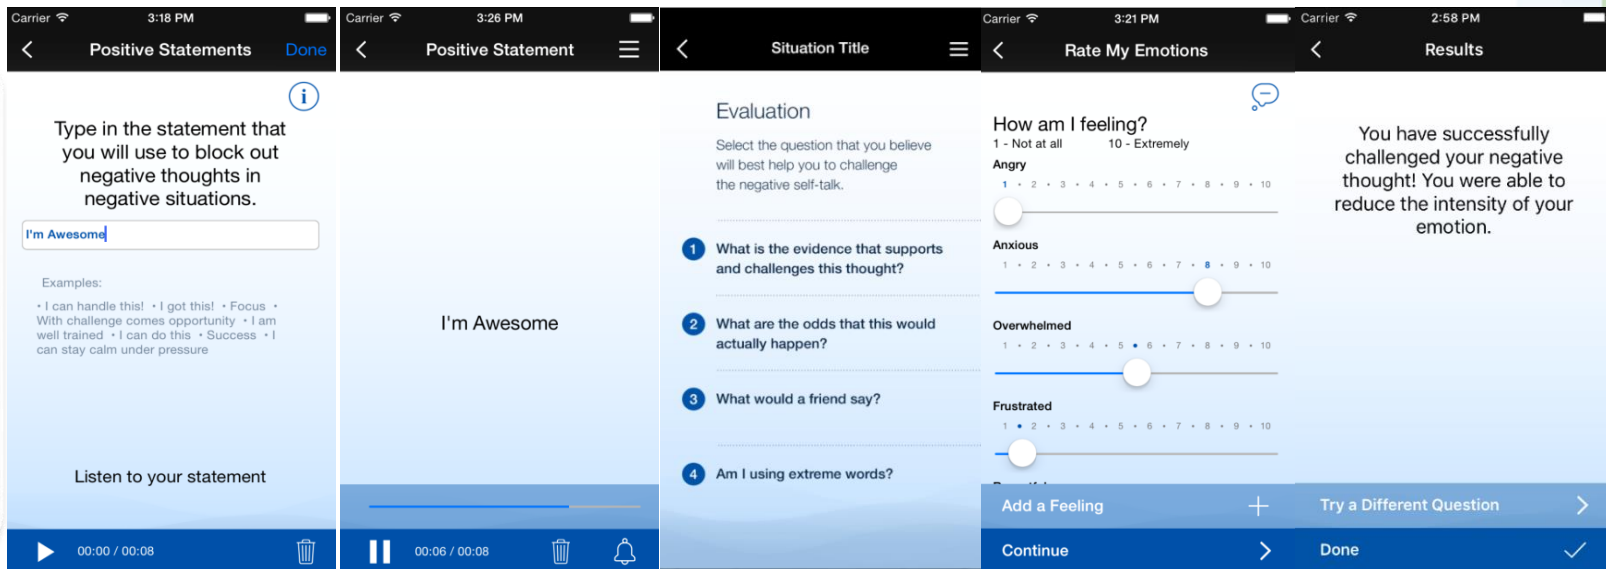 Carrier 3:18 PM
Positive Statements Done
i
Type in the statement that
you will use to block out
negative thoughts in
negative situations.
I'm Awesome
Examples:
• I can handle this! • I got this! • Focus •
With challenge comes opportunity • I am
well trained • I can do this • Success • I
can stay calm under pressure
Listen to your statement
00:00 / 00:08
Carrier 3:26 PM
Positive Statement
I'm Awesome
00:06 / 00:08
Situation Title
Evaluation
Select the question that you believe
will best help you to challenge
the negative self-talk.
1 What is the evidence that supports
and challenges this thought?
2 What are the odds that this would
actually happen?
3 What would a friend say?
4 Am I using extreme words?
Carrier 3:21 PM
Rate My Emotions
How am I feeling?
1 - Not at all 10 - Extremely
Angry
1 • 2 • 3 • 4 • 5 • 6 • 7 • 8 • 9 • 10
Anxious
1 • 2 • 3 • 4 • 5 • 6 • 7 • 8 • 9 • 10
Overwhelmed
1 • 2 • 3 • 4 • 5 • 6 • 7 • 8 • 9 • 10
Frustrated
1 • 2 • 3 • 4 • 5 • 6 • 7 • 8 • 9 • 10
Add a Feeling
Continue
Carrier 2:58 PM
Results
You have successfully
challenged your negative
thought! You were able to
reduce the intensity of your
emotion.
Try a Different Question
Done